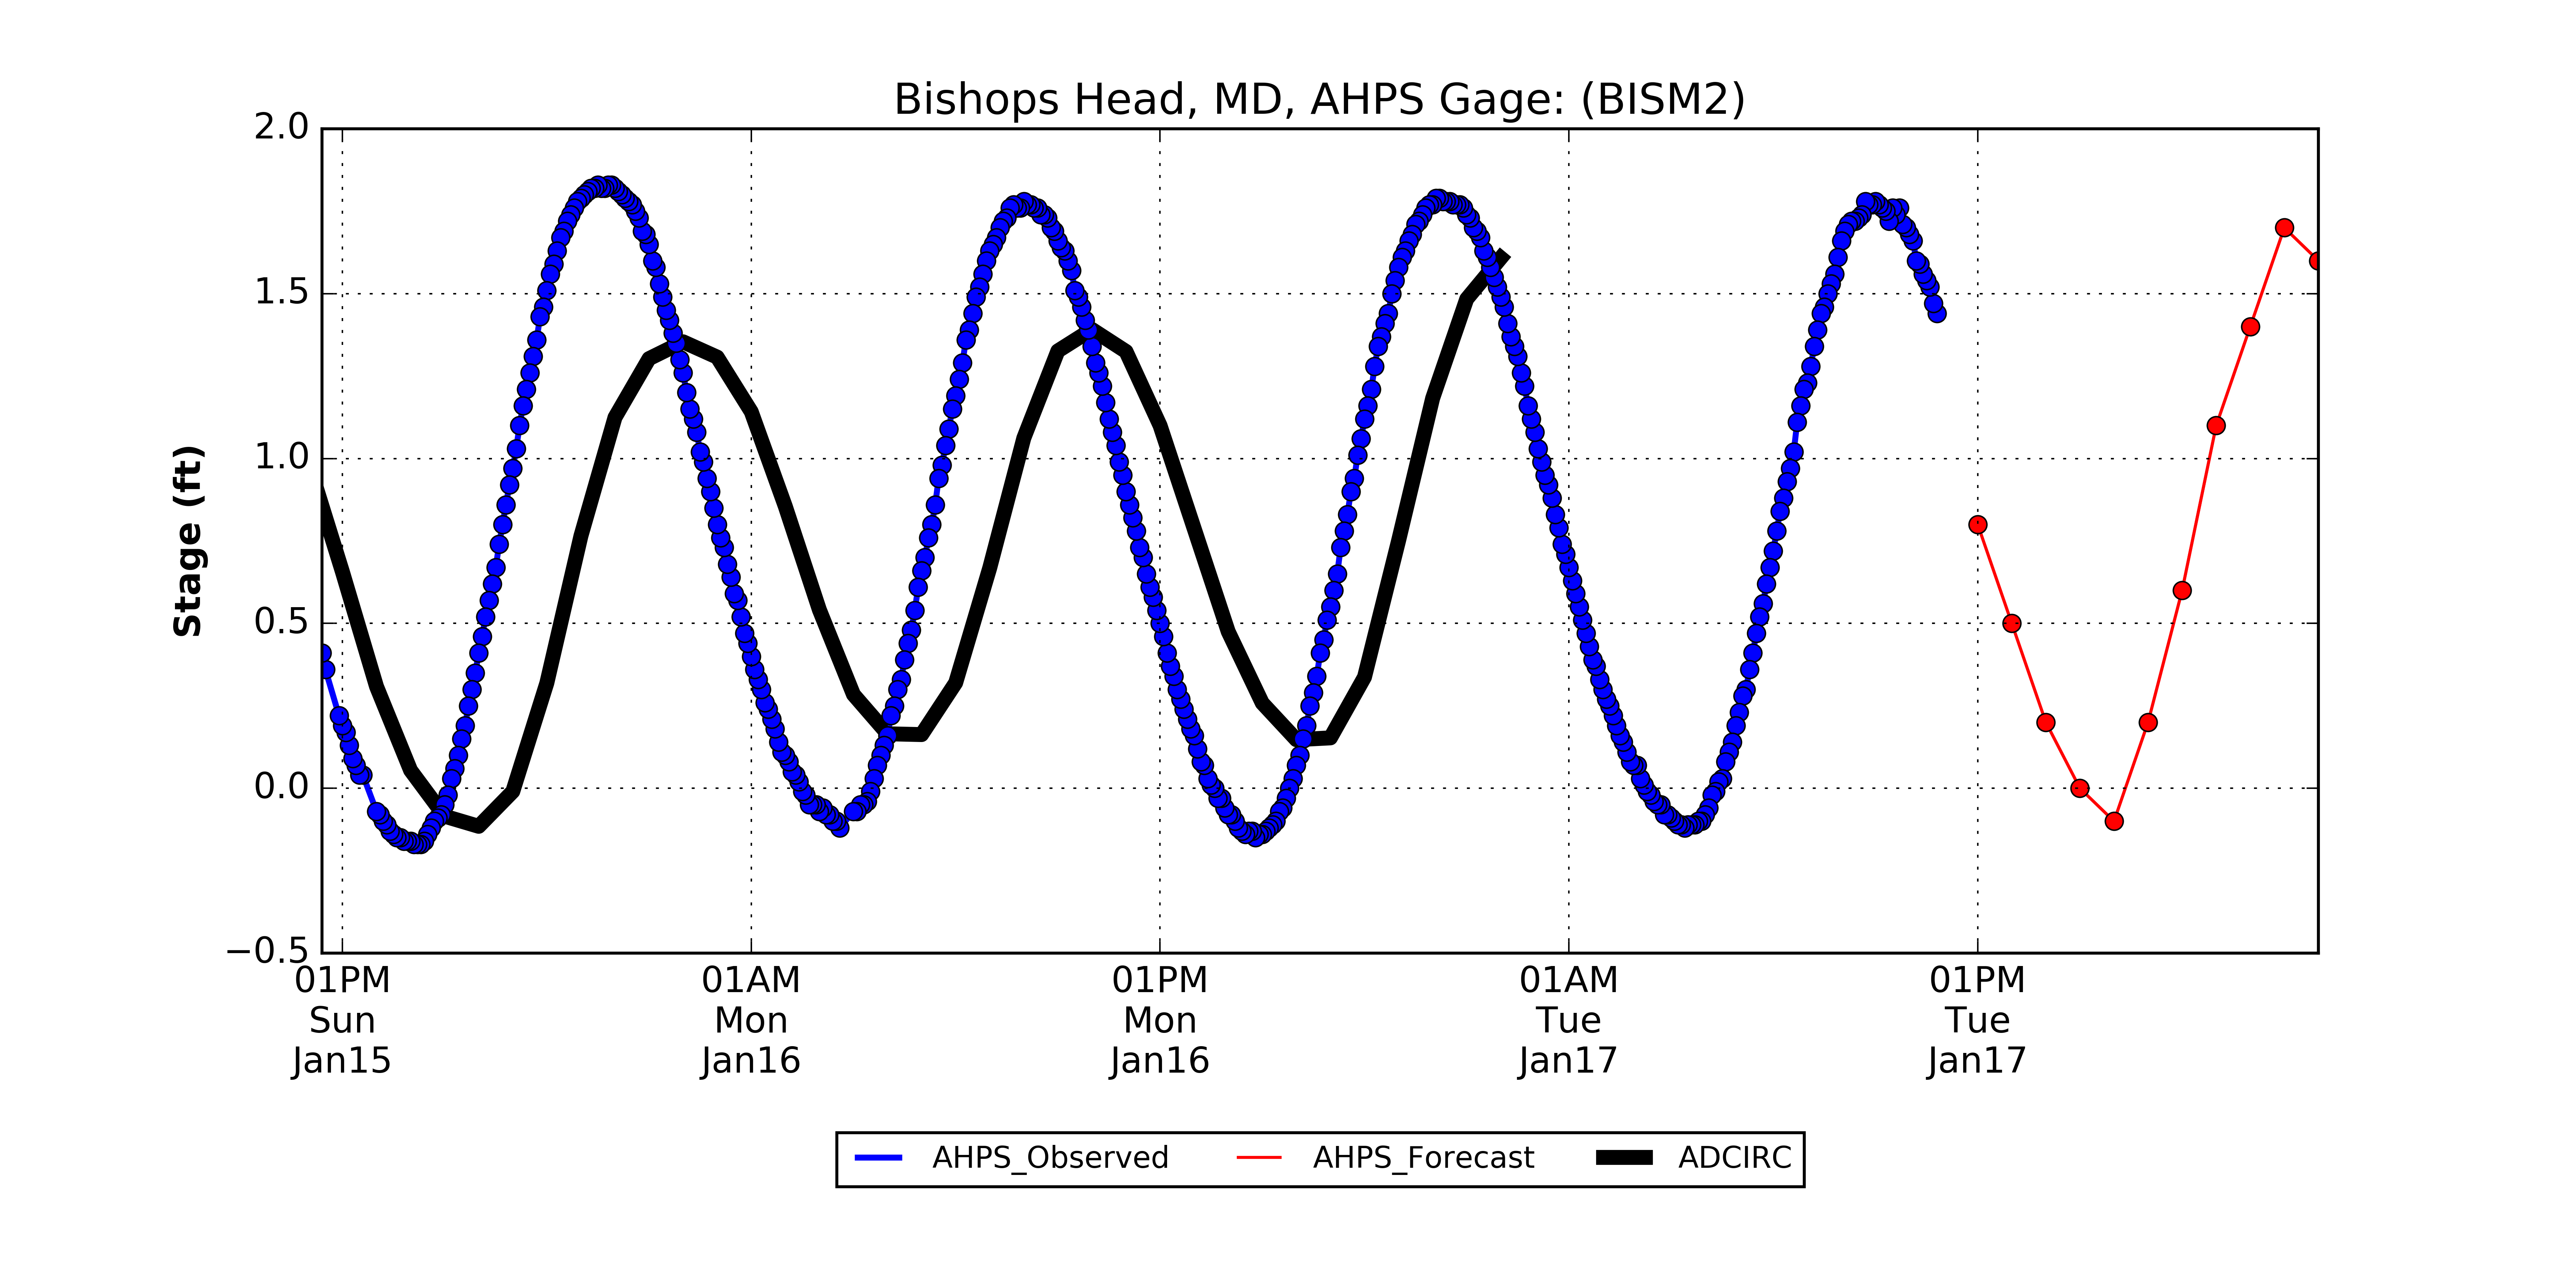 Bishops Head, MD, AHPS Gage: (BISM2)
2.0
1.5
1.0
0.5
0.0
−0.5
Stage (ft)
01PM 01AM 01PM 01AM 01PM
Sun Mon Mon Tue Tue
Jan15 Jan16 Jan16 Jan17 Jan17
AHPS_Observed AHPS_Forecast ADCIRC